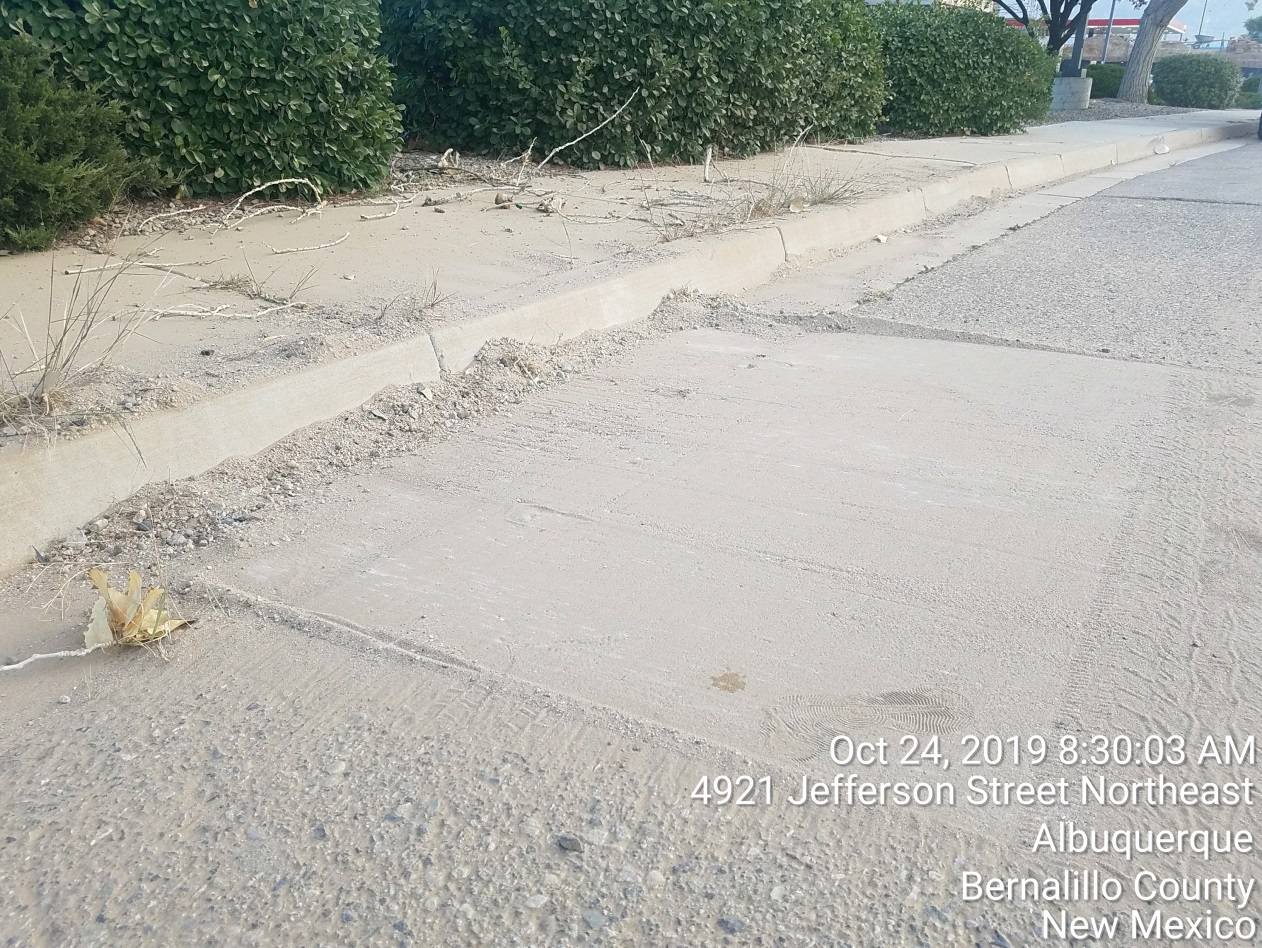 Oct 24, 2019 8:30:03 AM
4921 Jefferson Street Northeast
Albuquerque
Bernalillo County
New Mexico